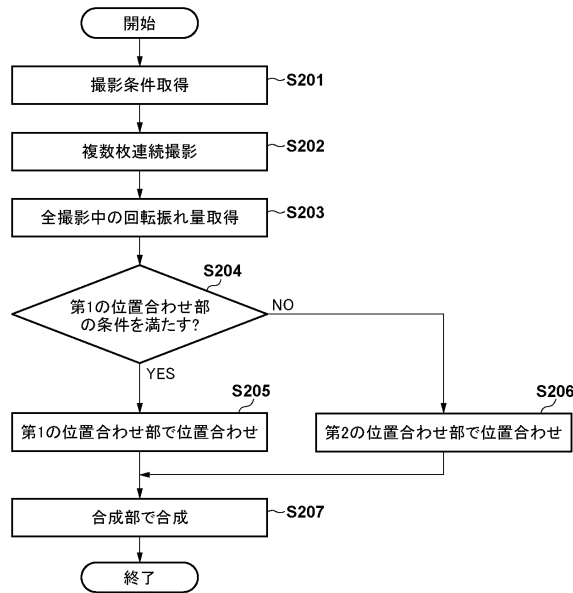 開始
撮影条件取得
S201
複数枚連続撮影
S202
全撮影中の回転振れ量取得
S203
S204
第1の位置合わせ部
の条件を満たす?
NO
YES
S205
第1の位置合わせ部で位置合わせ
S206
第2の位置合わせ部で位置合わせ
合成部で合成
S207
終了